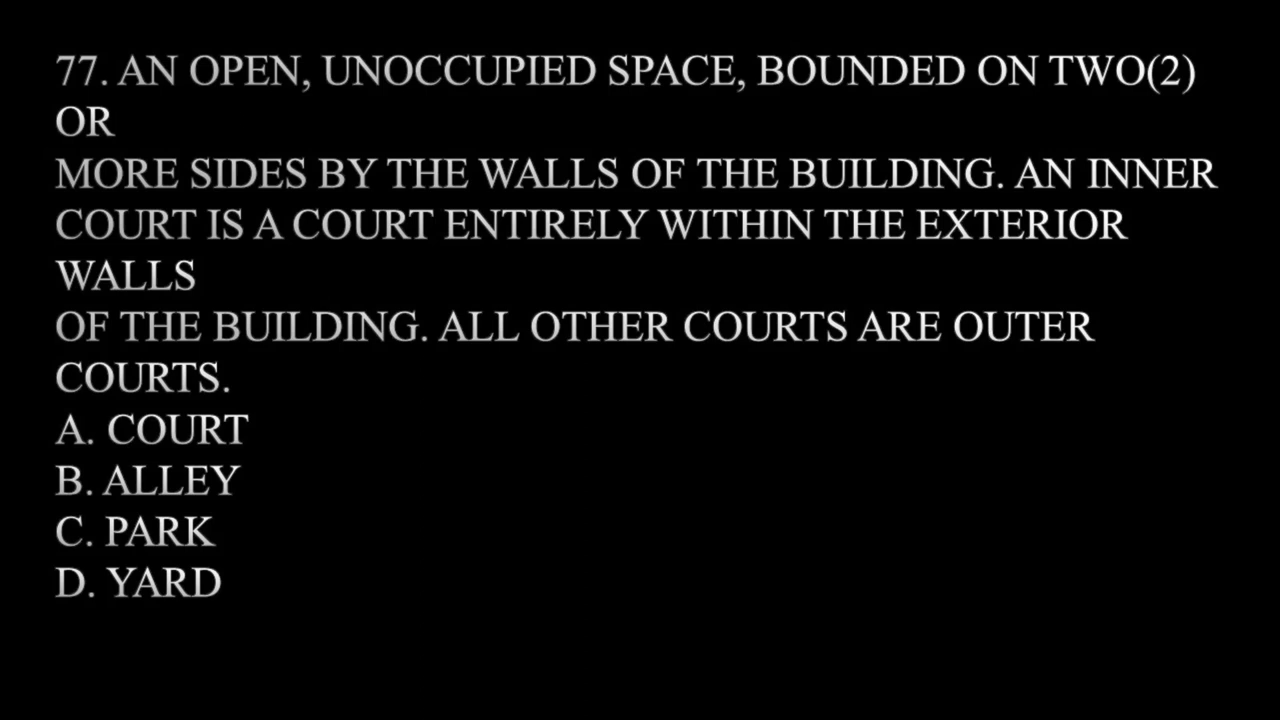 77. AN OPEN, UNOCCUPIED SPACE, BOUNDED ON TWO(2)
OR
MORE SIDES BY THE WALLS OF THE BUILDING. AN INNER
COURT IS A COURT ENTIRELY WITHIN THE EXTERIOR
WALLS
OF THE BUILDING. ALL OTHER COURTS ARE OUTER
COURTS.
A. COURT
B. ALLEY
C. PARK
D. YARD